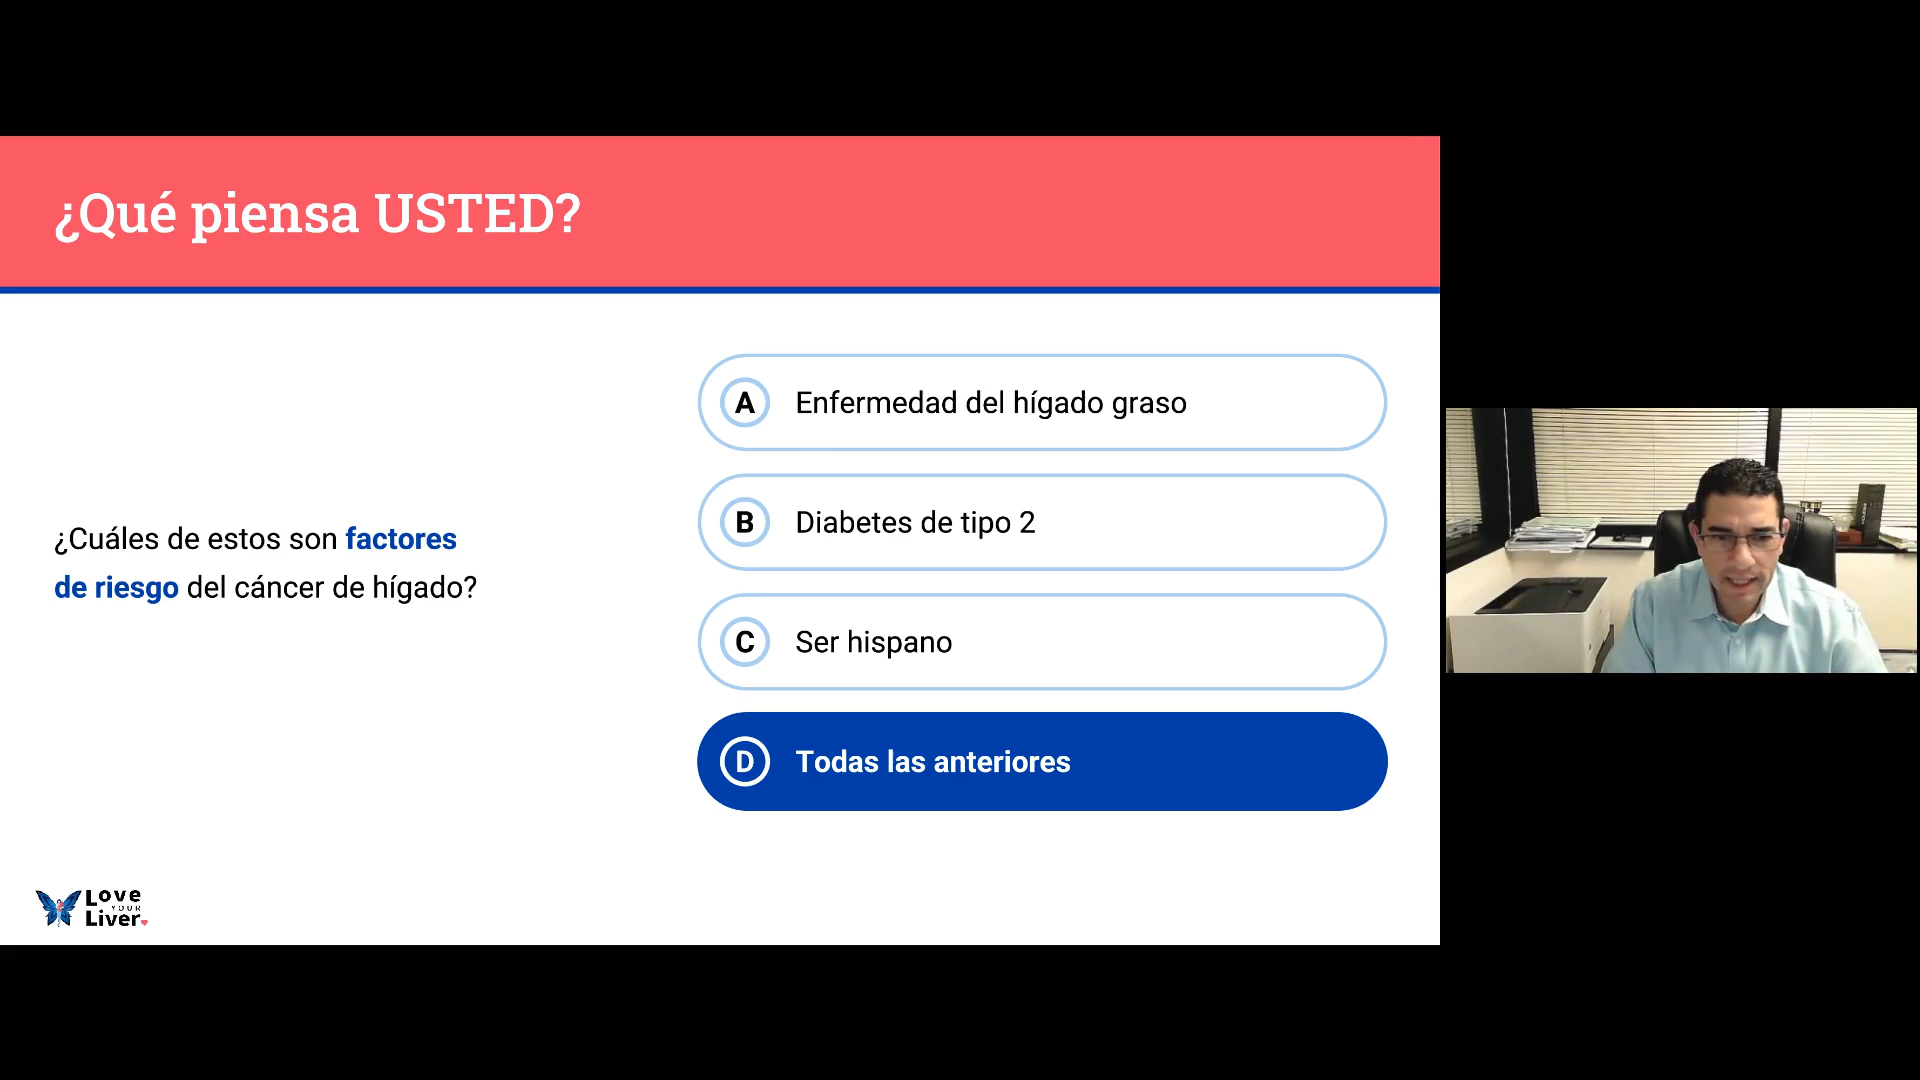 ¿Qué piensa USTED?
¿Cuáles de estos son factores
de riesgo del cáncer de hígado?
A Enfermedad del hígado graso
B Diabetes de tipo 2
C Ser hispano
D Todas las anteriores
Love
YOUR
Liver